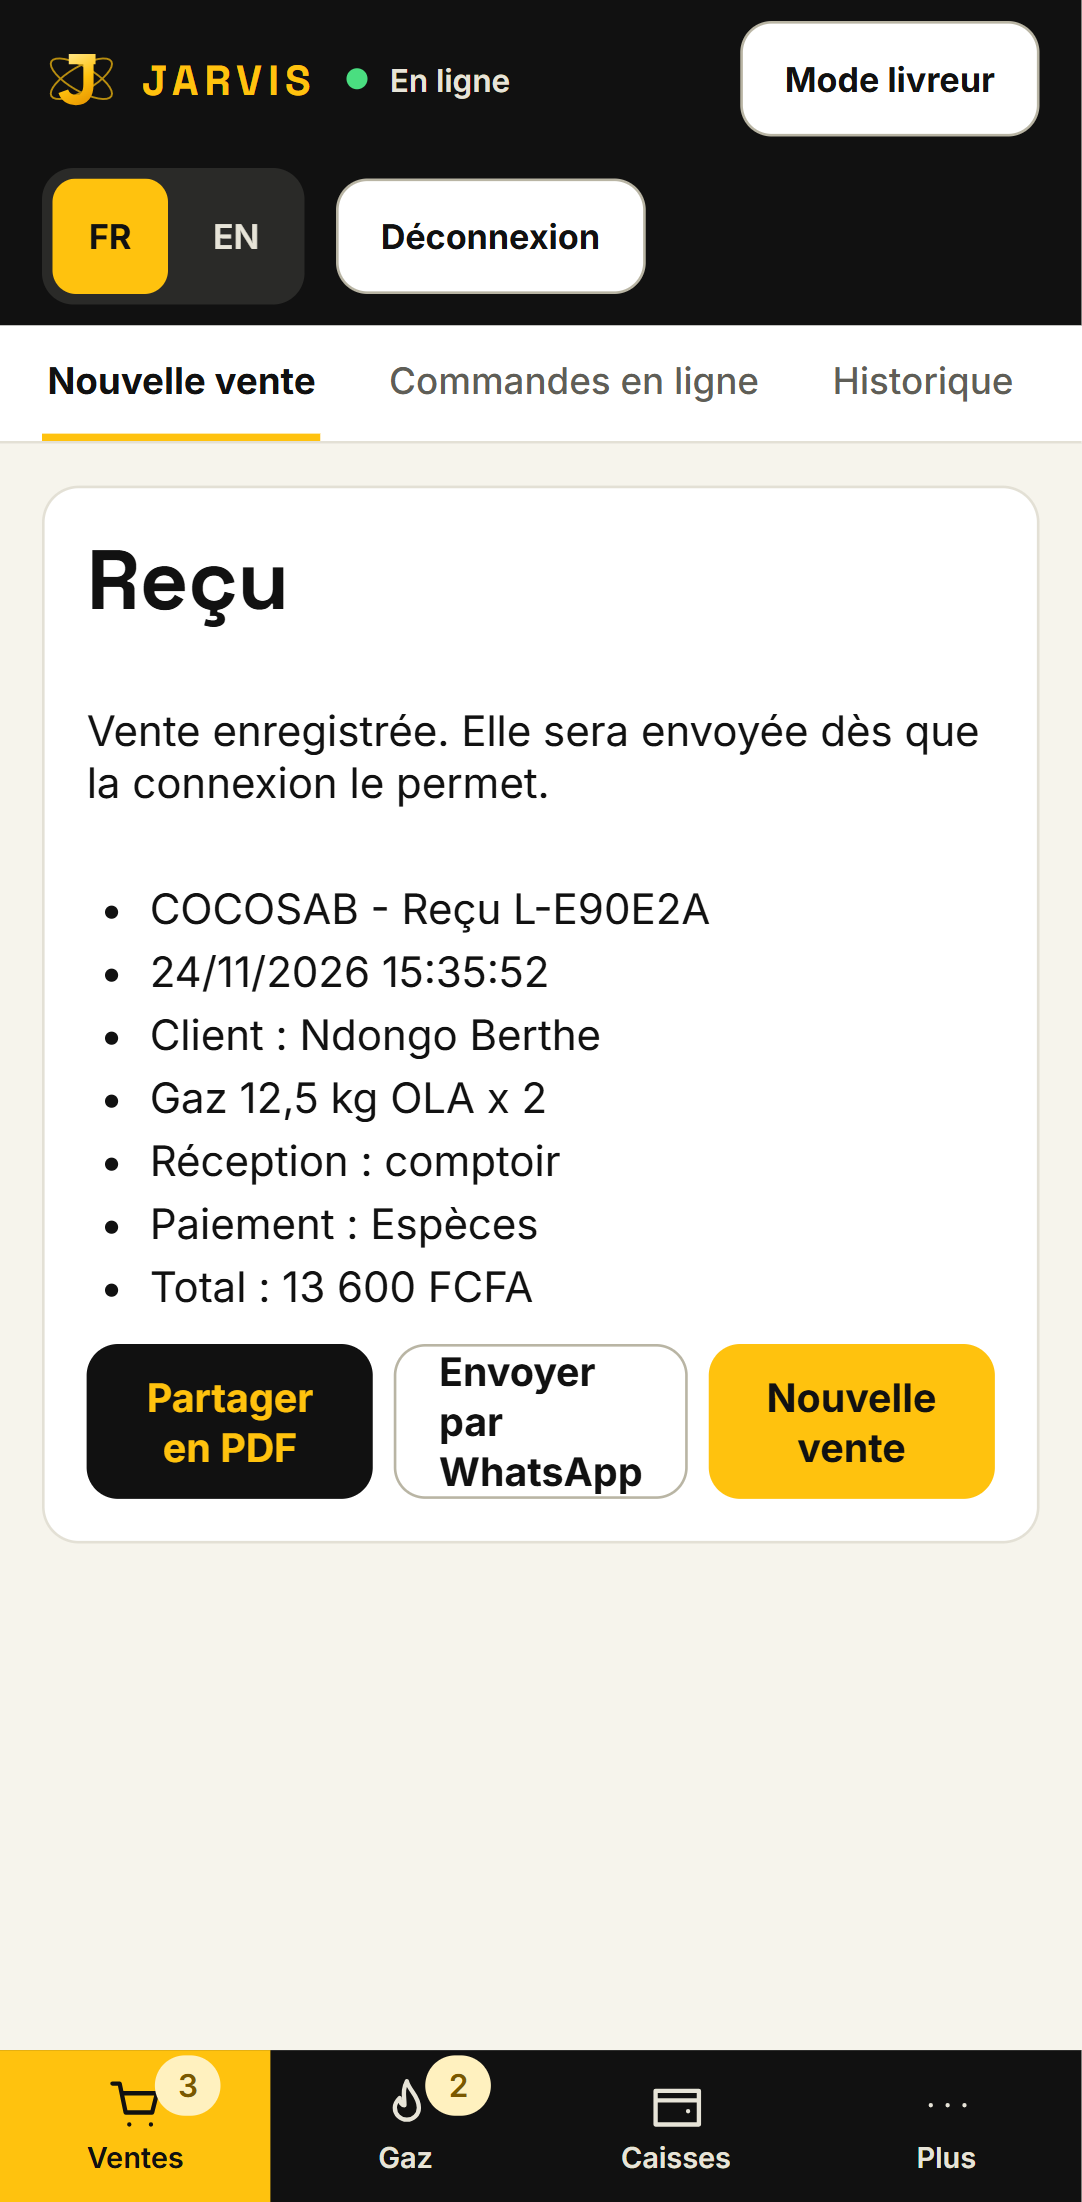 JARVIS
En ligne
Mode livreur
FR
EN
Déconnexion
Nouvelle vente
Commandes en ligne
Historique
Reçu
Vente enregistrée. Elle sera envoyée dès que
la connexion le permet.
• COCOSAB - Reçu L-E90E2A
• 24/11/2026 15:35:52
• Client : Ndongo Berthe
• Gaz 12,5 kg OLA x 2
• Réception : comptoir
• Paiement : Espèces
• Total : 13 600 FCFA
Partager
en PDF
Envoyer
par
WhatsApp
Nouvelle
vente
3
Ventes
2
Gaz
Caisses
Plus